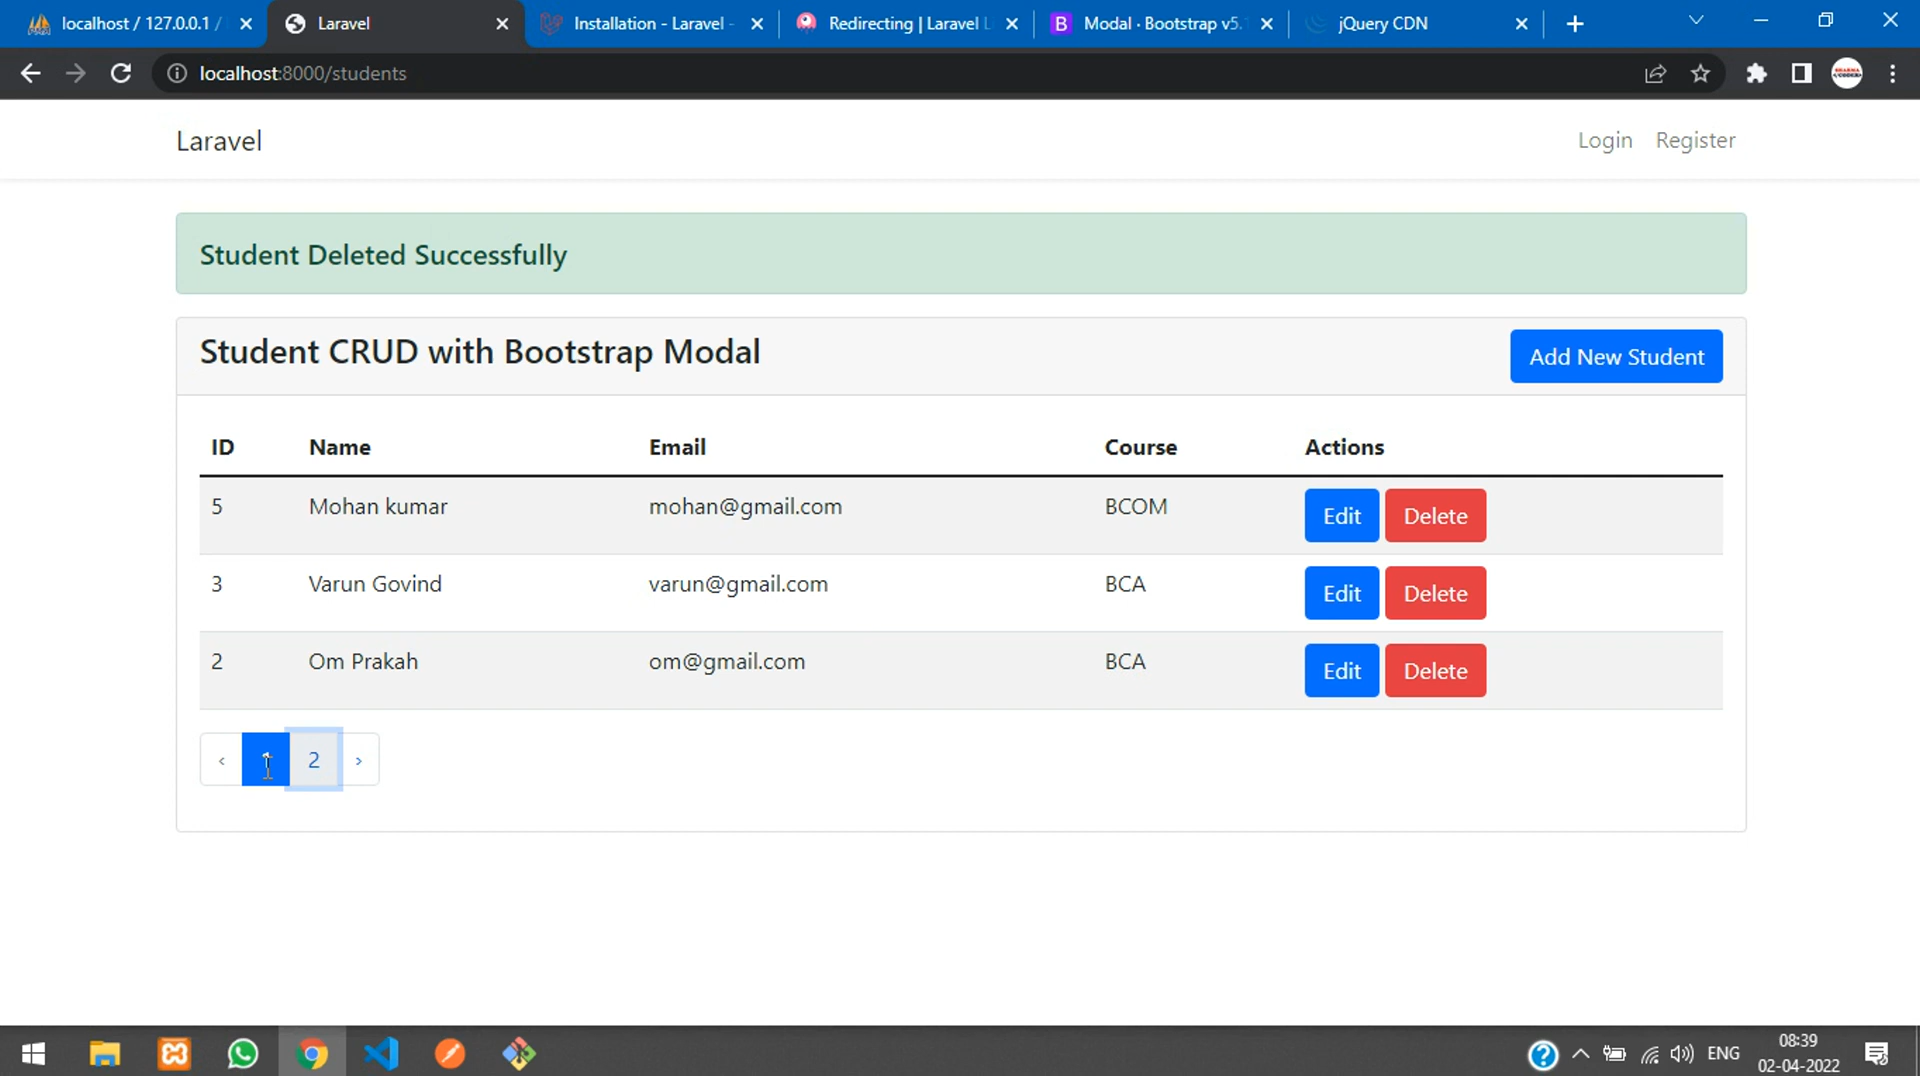 localhost / 127.0.0.1 /
Laravel
Installation - Laravel -
Redirecting | Laravel L
B
Modal · Bootstrap v5.
jQuery CDN
localhost:8000/students
Laravel
Login
Register
Student Deleted Successfully
Student CRUD with Bootstrap Modal
Add New Student
ID Name Email Course Actions
5 Mohan kumar mohan@gmail.com BCOM Edit Delete
3 Varun Govind varun@gmail.com BCA Edit Delete
2 Om Prakah om@gmail.com BCA Edit Delete
‹ 1 2 ›
ENG
08:39
02-04-2022